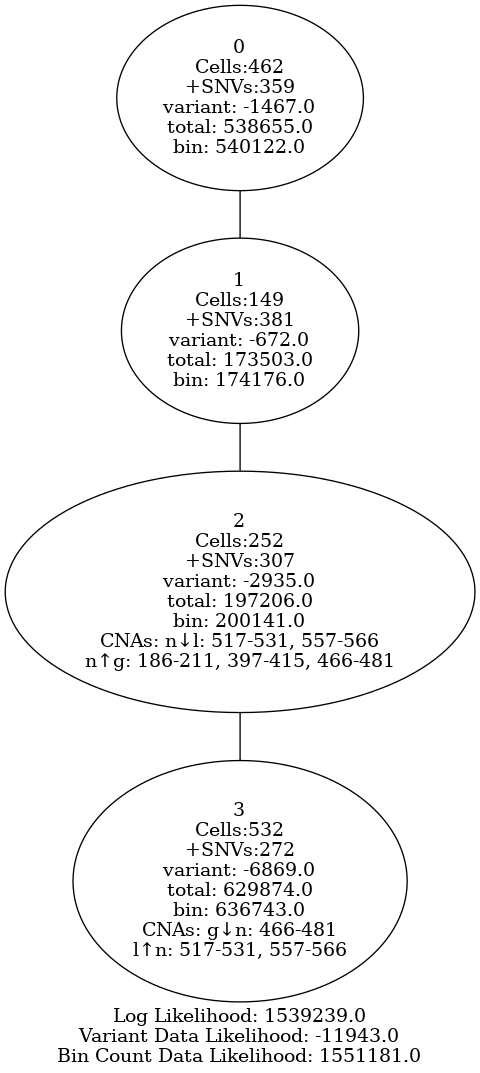 0
Cells:462
+SNVs:359
variant: -1467.0
total: 538655.0
bin: 540122.0
1
Cells:149
+SNVs:381
variant: -672.0
total: 173503.0
bin: 174176.0
2
Cells:252
+SNVs:307
variant: -2935.0
total: 197206.0
bin: 200141.0
CNAs: n↓l: 517-531, 557-566
n↑g: 186-211, 397-415, 466-481
3
Cells:532
+SNVs:272
variant: -6869.0
total: 629874.0
bin: 636743.0
CNAs: g↓n: 466-481
l↑n: 517-531, 557-566
Log Likelihood: 1539239.0
Variant Data Likelihood: -11943.0
Bin Count Data Likelihood: 1551181.0